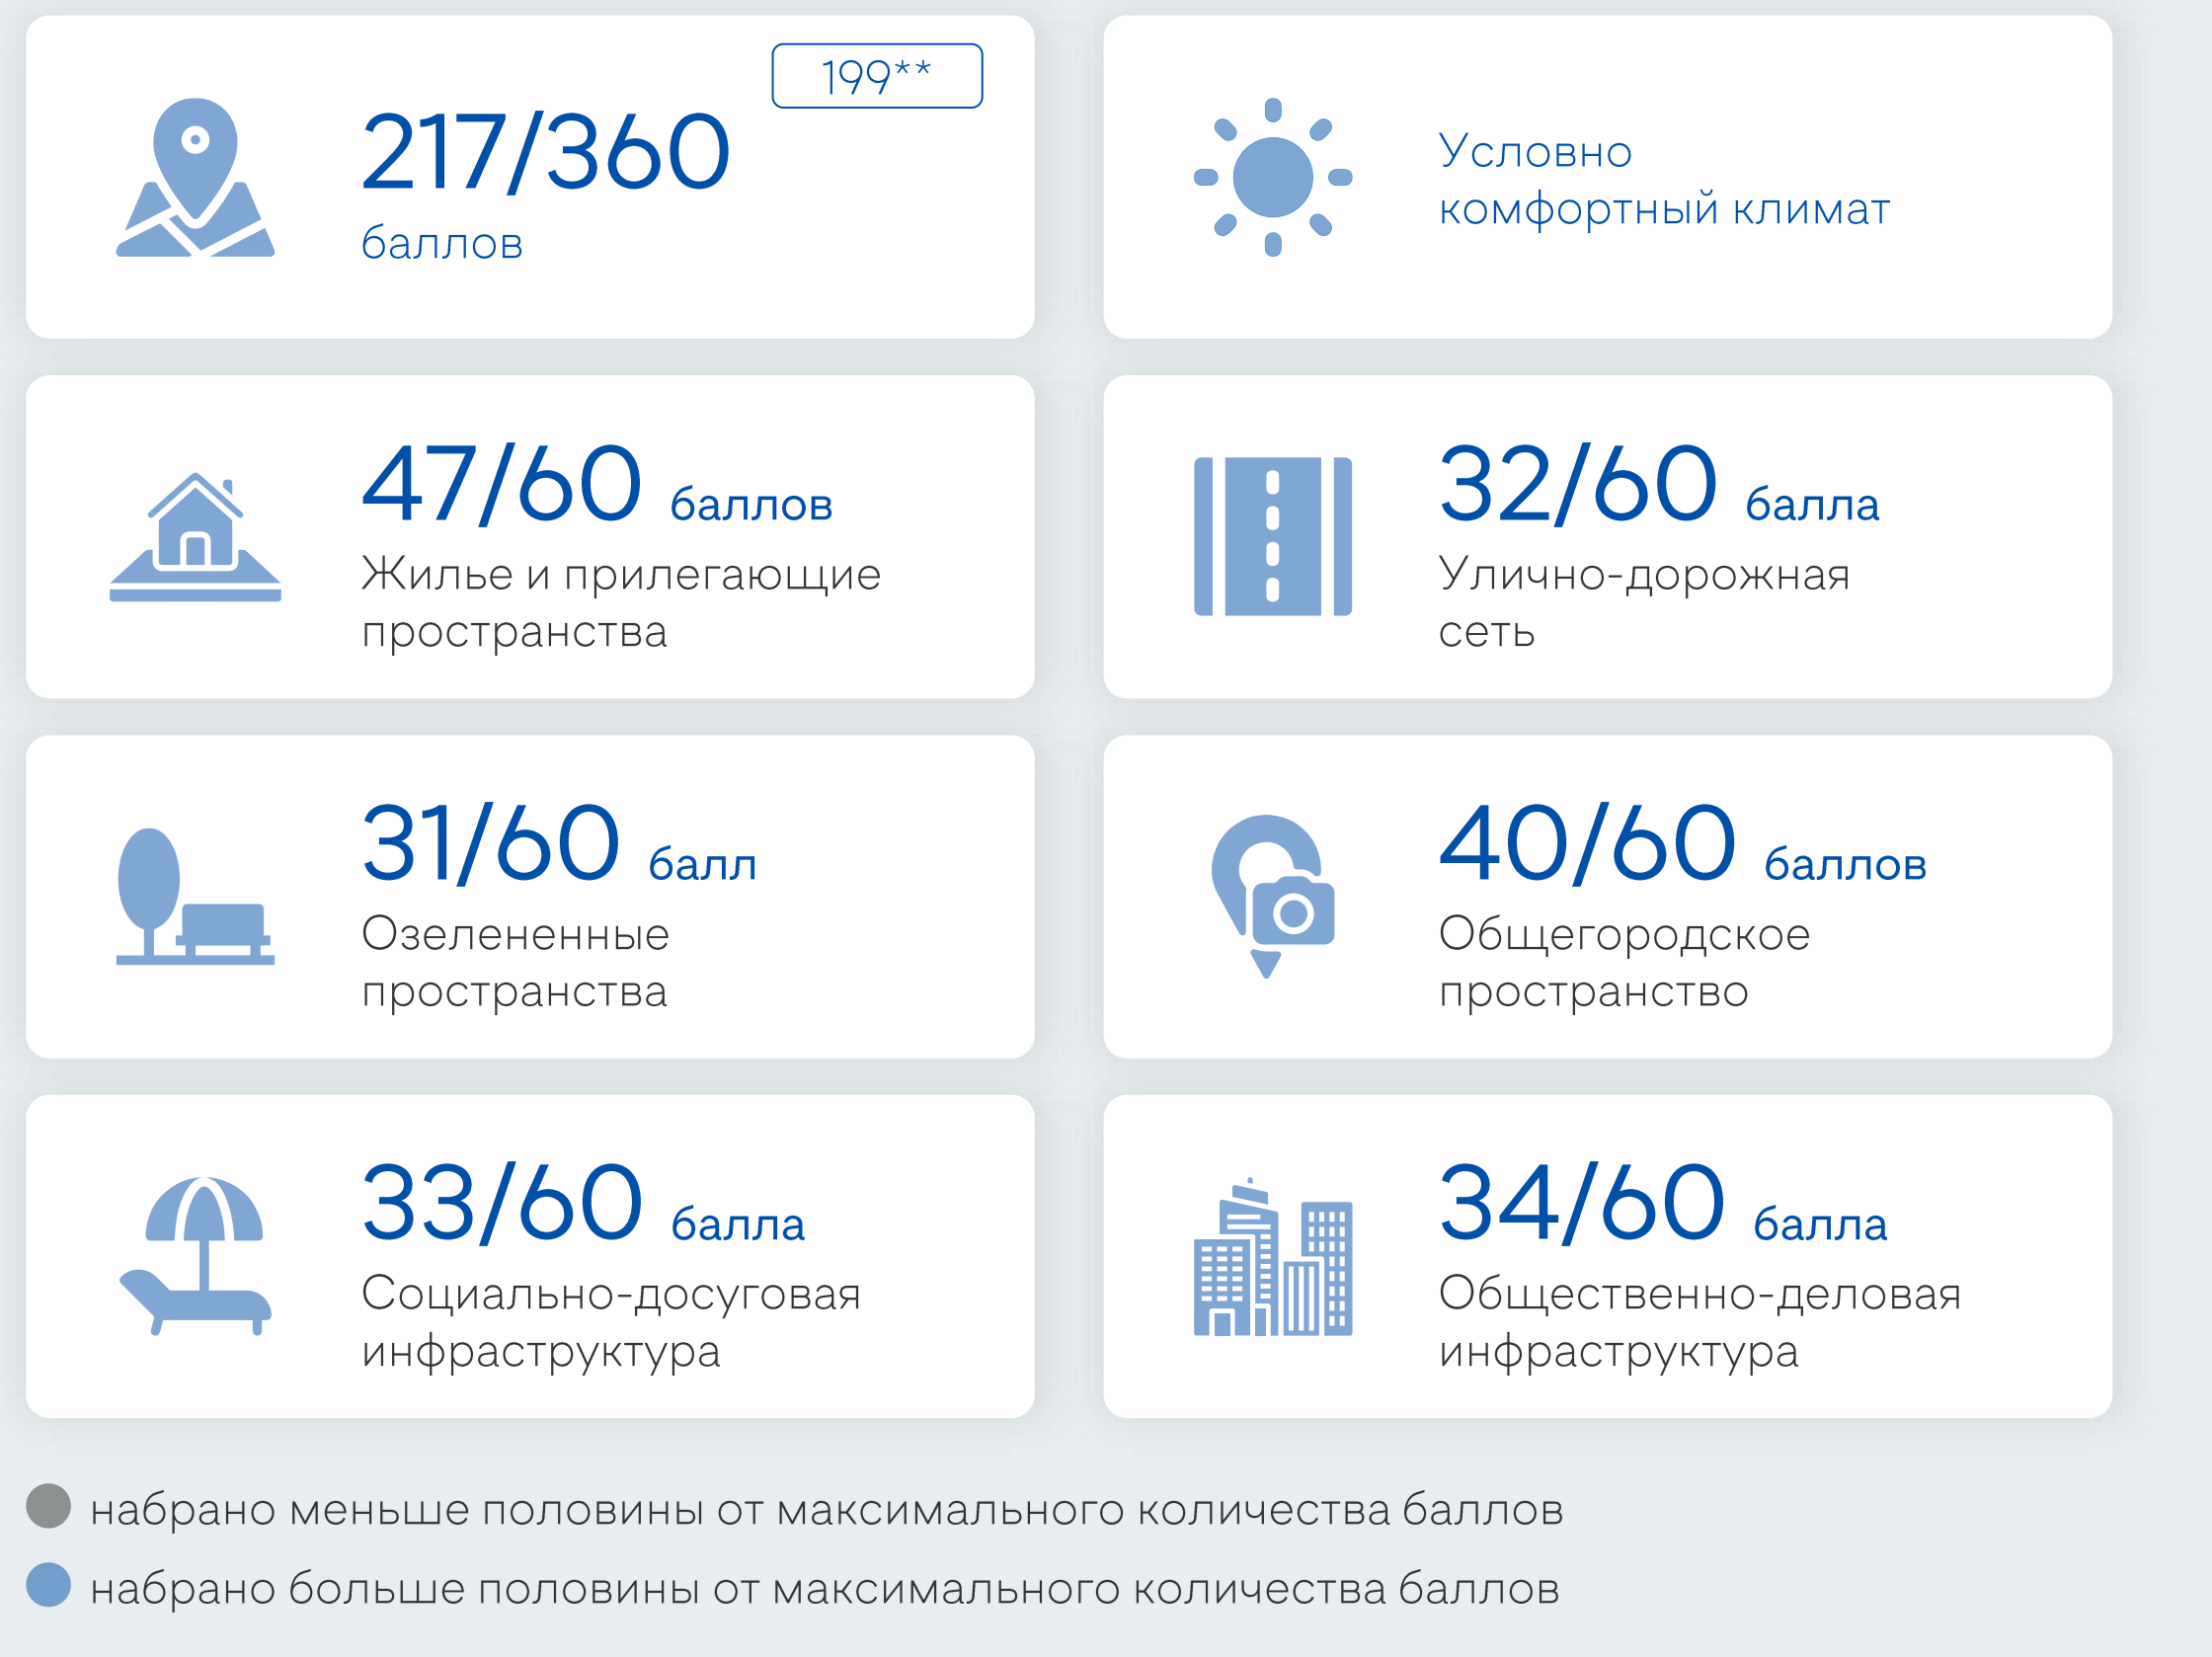 199**
217/360
баллов
Условно
комфортный климат
47/60 баллов
Жилье и прилегающие
пространства
32/60 балла
Улично-дорожная
сеть
31/60 балл
Озелененные
пространства
40/60 баллов
Общегородское
пространство
33/60 балла
Социально-досуговая
инфраструктура
34/60 балла
Общественно-деловая
инфраструктура
набрано меньше половины от максимального количества баллов
набрано больше половины от максимального количества баллов